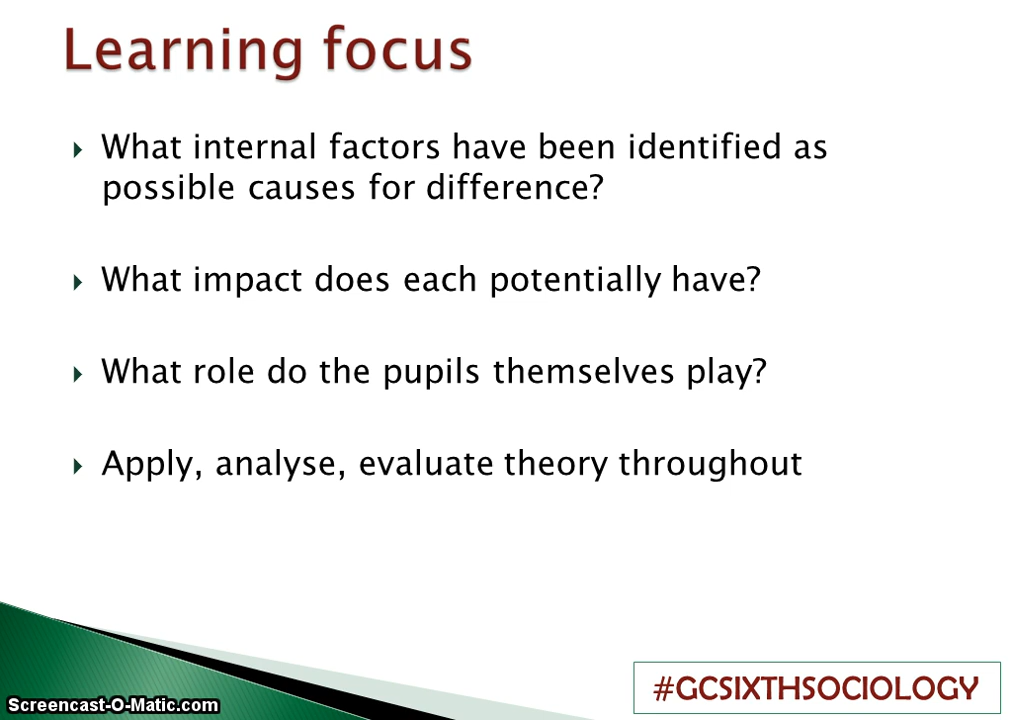 Learning focus
What internal factors have been identified as
possible causes for difference?
What impact does each potentially have?
What role do the pupils themselves play?
Apply, analyse, evaluate theory throughout
#GCSIXTHSOCIOLOGY
Screencast-O-Matic.com